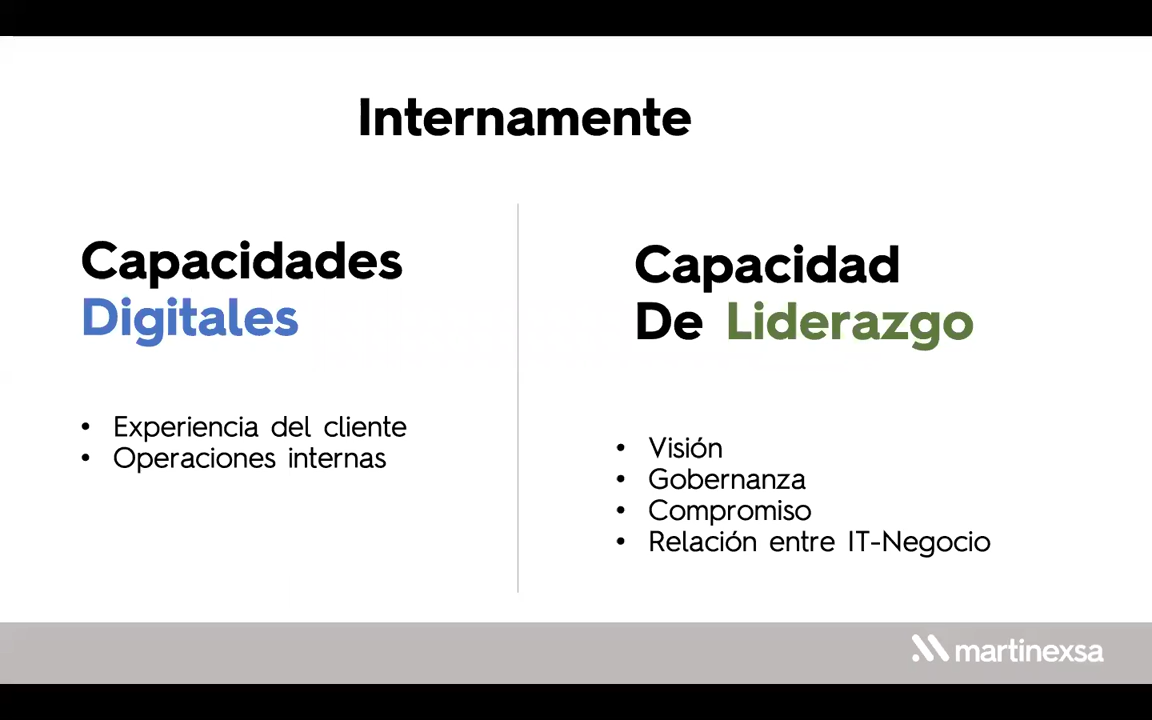 Internamente
Capacidades
Digitales
• Experiencia del cliente
• Operaciones internas
Capacidad
De Liderazgo
• Visión
• Gobernanza
• Compromiso
• Relación entre IT-Negocio
martinexsa